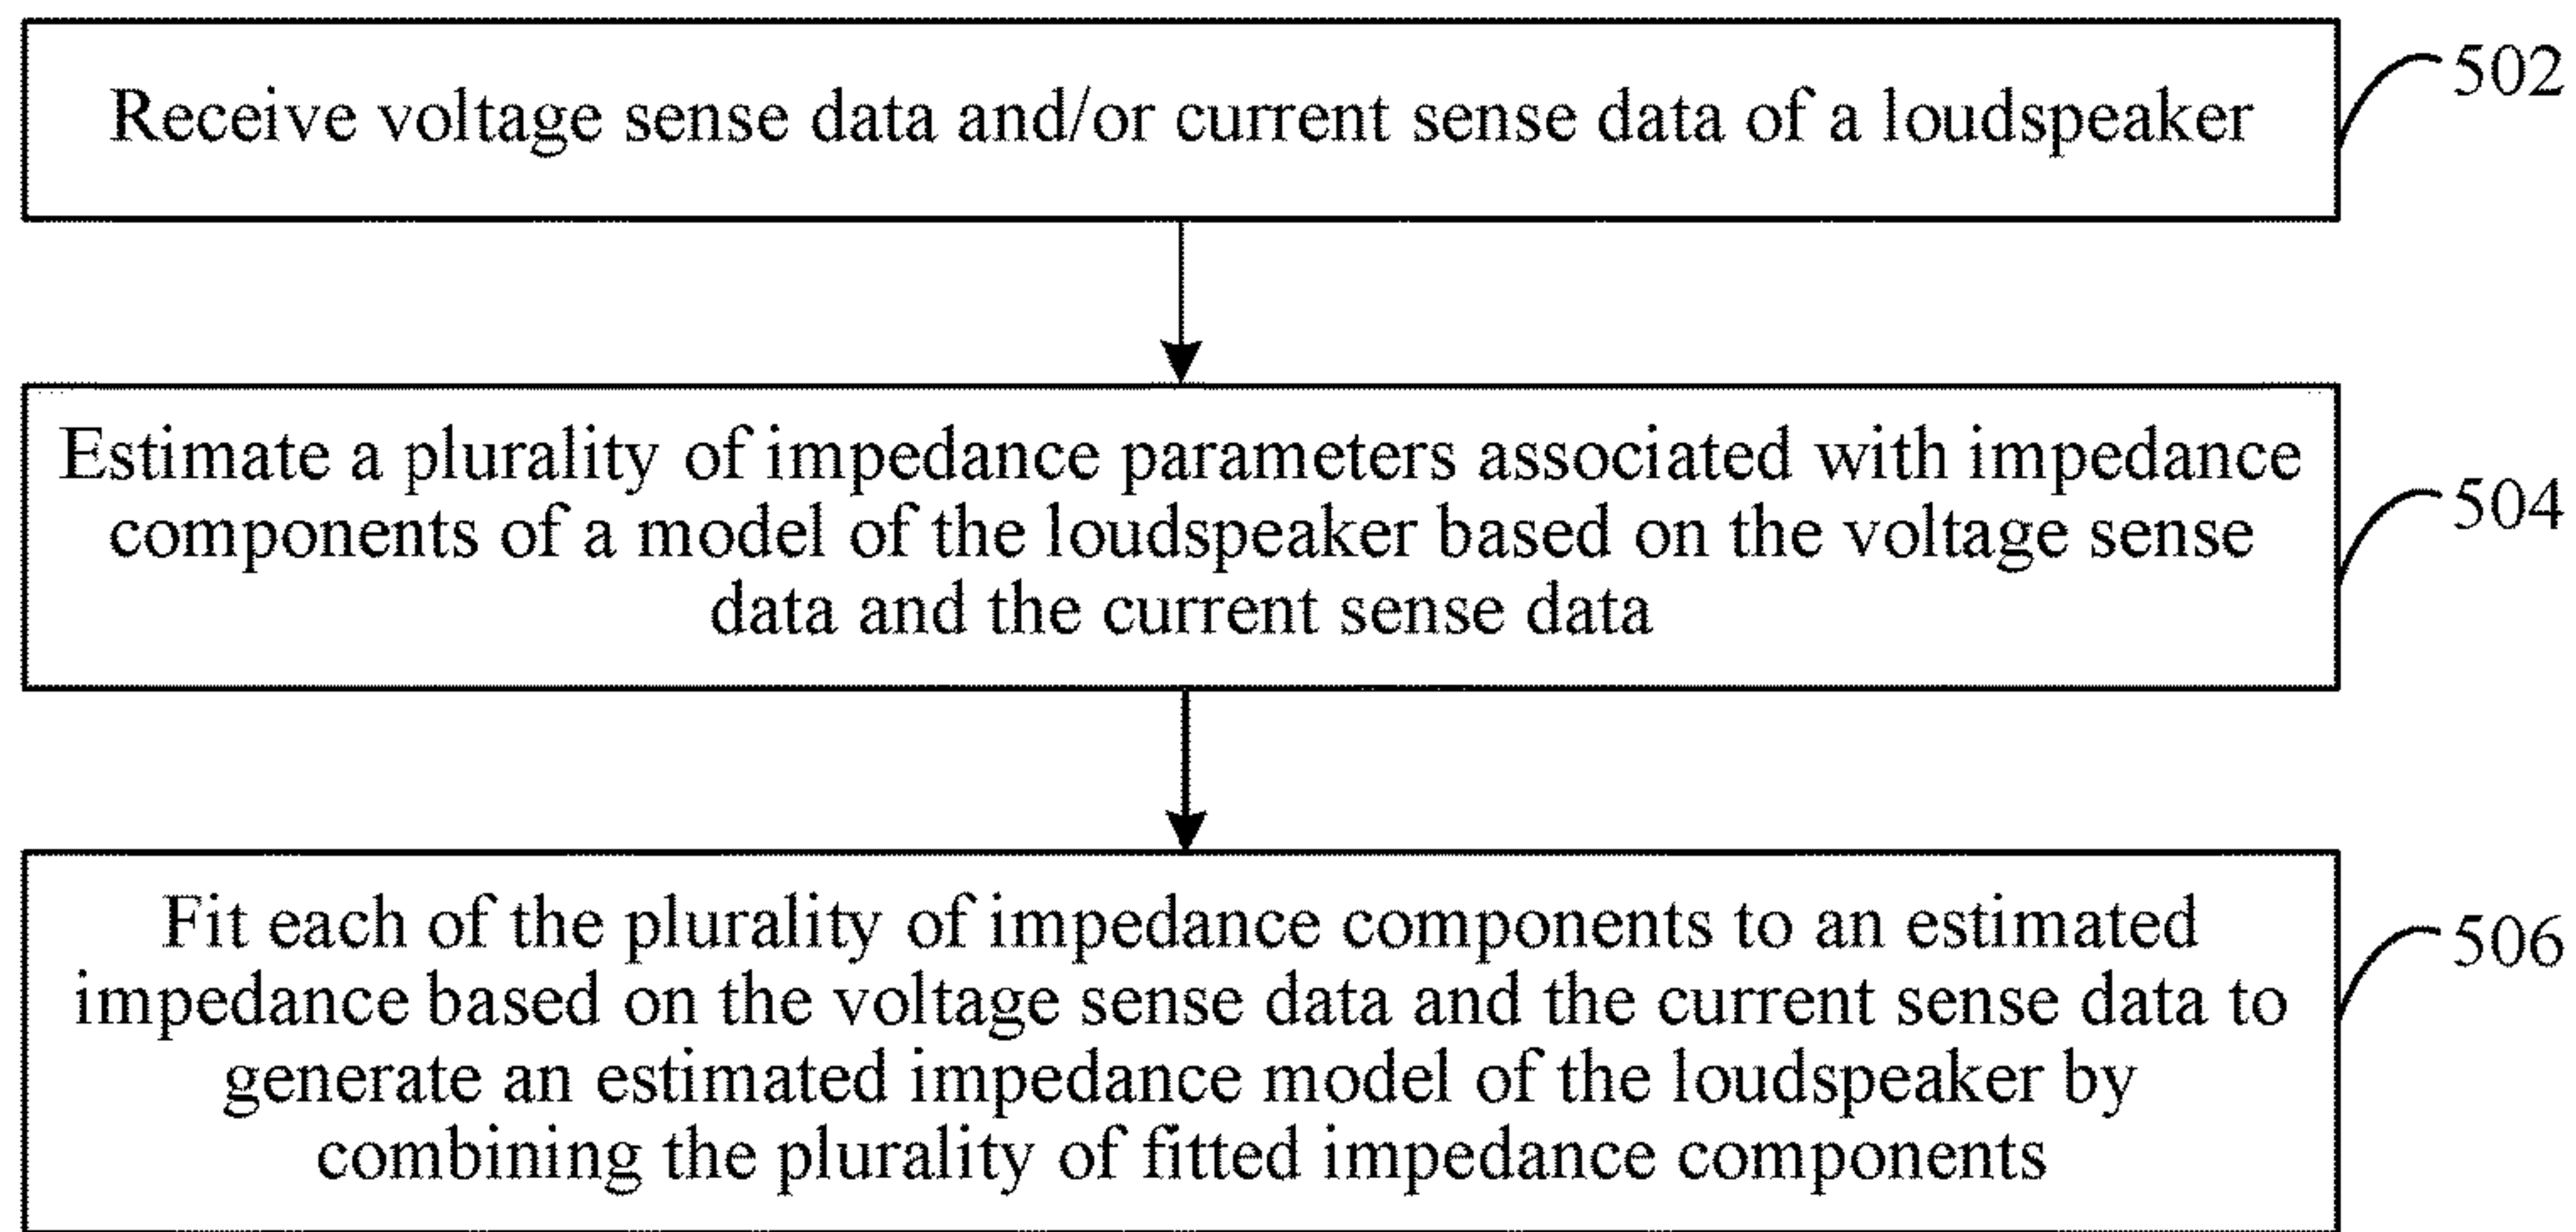 Receive voltage sense data and/or current sense data of a loudspeaker
502
Estimate a plurality of impedance parameters associated with impedance
components of a model of the loudspeaker based on the voltage sense
data and the current sense data
504
Fit each of the plurality of impedance components to an estimated
impedance based on the voltage sense data and the current sense data to
generate an estimated impedance model of the loudspeaker by
combining the plurality of fitted impedance components
506